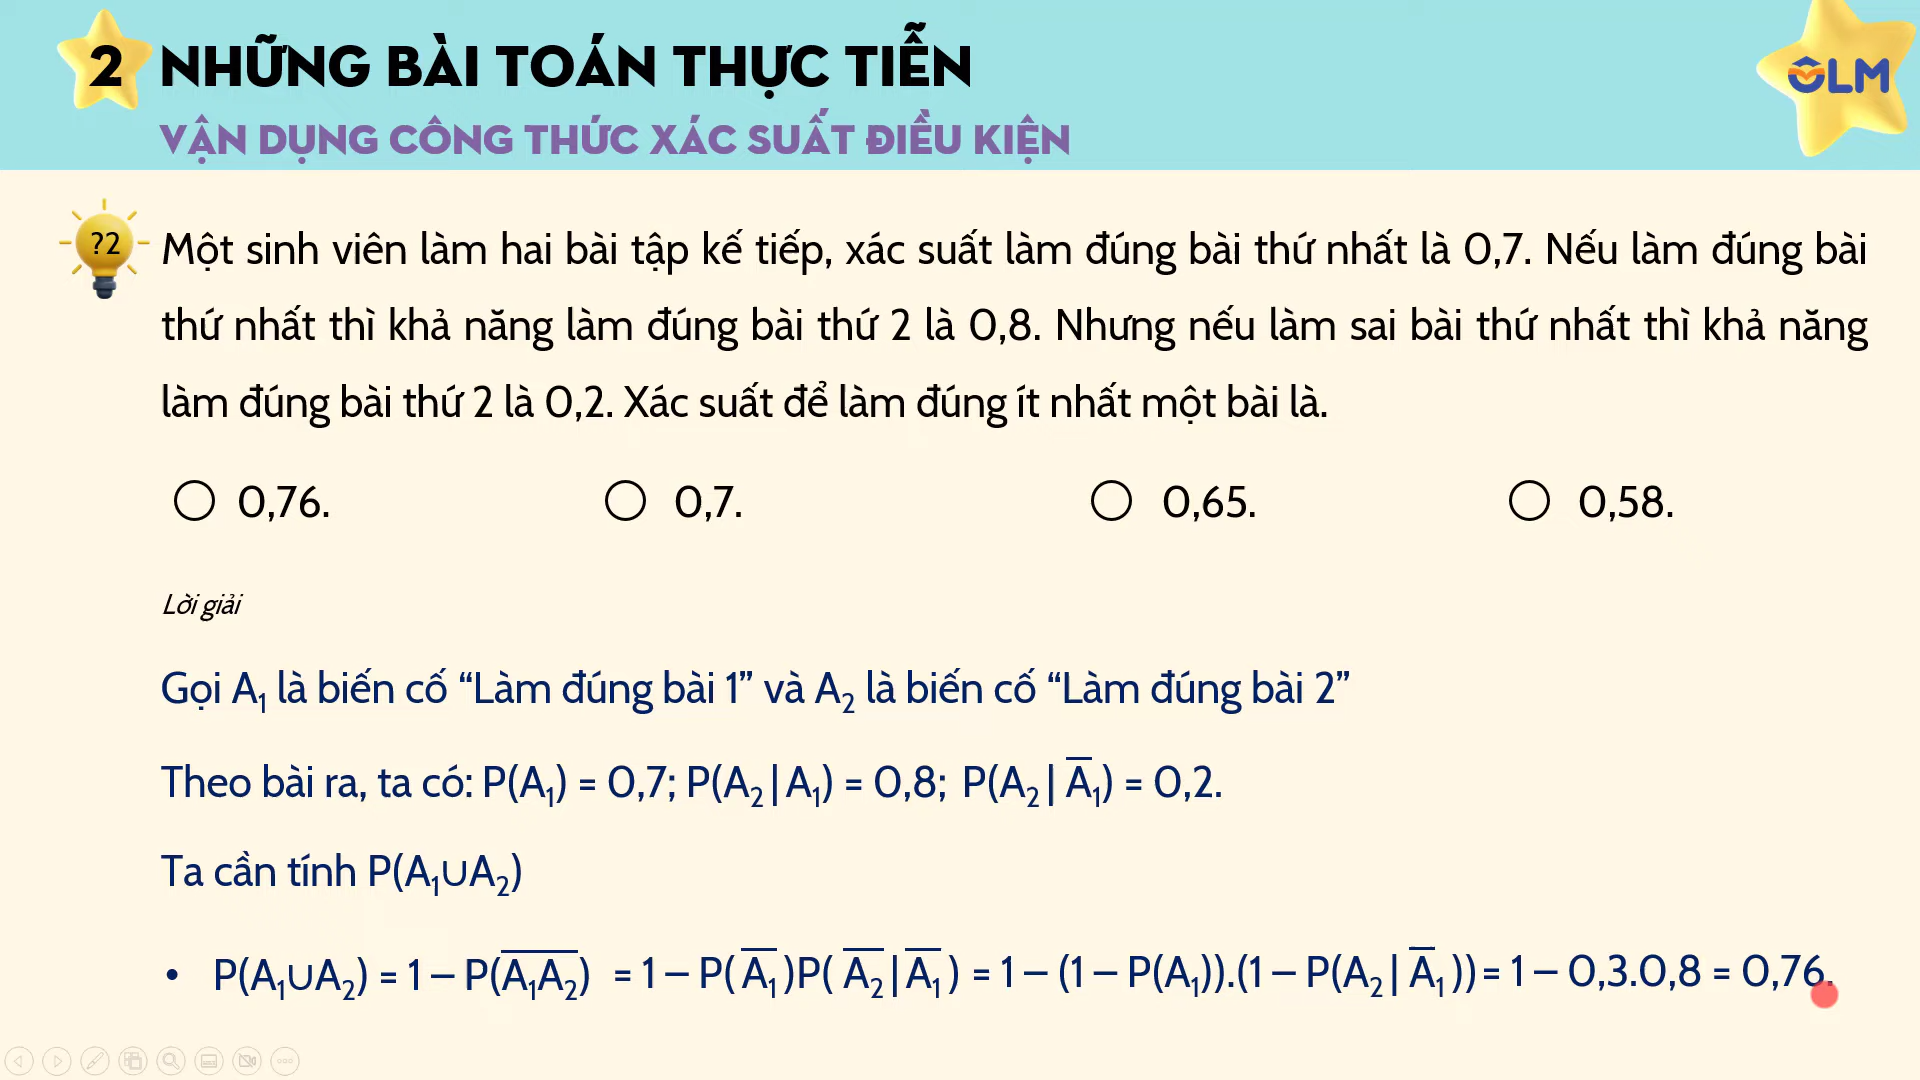 2 NHỮNG BÀI TOÁN THỰC TIỄN
VẬN DỤNG CÔNG THỨC XÁC SUẤT ĐIỀU KIỆN
OLM
?2 Một sinh viên làm hai bài tập kế tiếp, xác suất làm đúng bài thứ nhất là 0,7. Nếu làm đúng bài
thứ nhất thì khả năng làm đúng bài thứ 2 là 0,8. Nhưng nếu làm sai bài thứ nhất thì khả năng
làm đúng bài thứ 2 là 0,2. Xác suất để làm đúng ít nhất một bài là.
0,76. 0,7. 0,65. 0,58.
Lời giải
Gọi A₁ là biến cố “Làm đúng bài 1” và A₂ là biến cố “Làm đúng bài 2”
Theo bài ra, ta có: P(A₁) = 0,7; P(A₂|A₁) = 0,8; P(A₂|A̅₁) = 0,2.
Ta cần tính P(A₁∪A₂)
• P(A₁∪A₂) = 1 – P(A̅₁̅A̅₂̅) = 1 – P(A̅₁)P(A̅₂|A̅₁) = 1 – (1 – P(A₁)).(1 – P(A₂|A̅₁)) = 1 – 0,3.0,8 = 0,76.